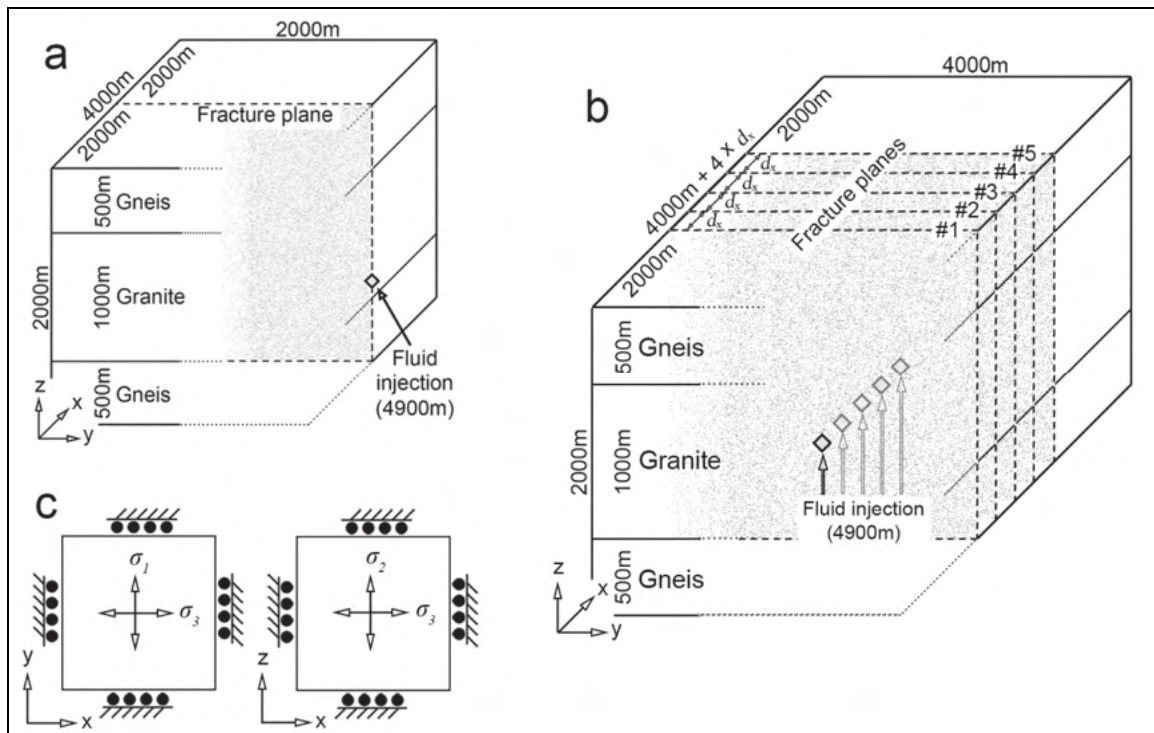 a
2000m
4000m
2000m
2000m
Fracture plane
500m
Gneis
2000m
1000m
Granite
500m
Gneis
Fluid
injection
(4900m)
z
x
y
b
4000m
4000m + 4 x dx
2000m
2000m
dx
dx
dx
dx
Fracture planes
#5
#4
#3
#2
#1
500m
Gneis
2000m
1000m
Granite
Fluid injection
(4900m)
500m
Gneis
z
x
y
c
σ1
σ3
y
x
σ2
σ3
z
x